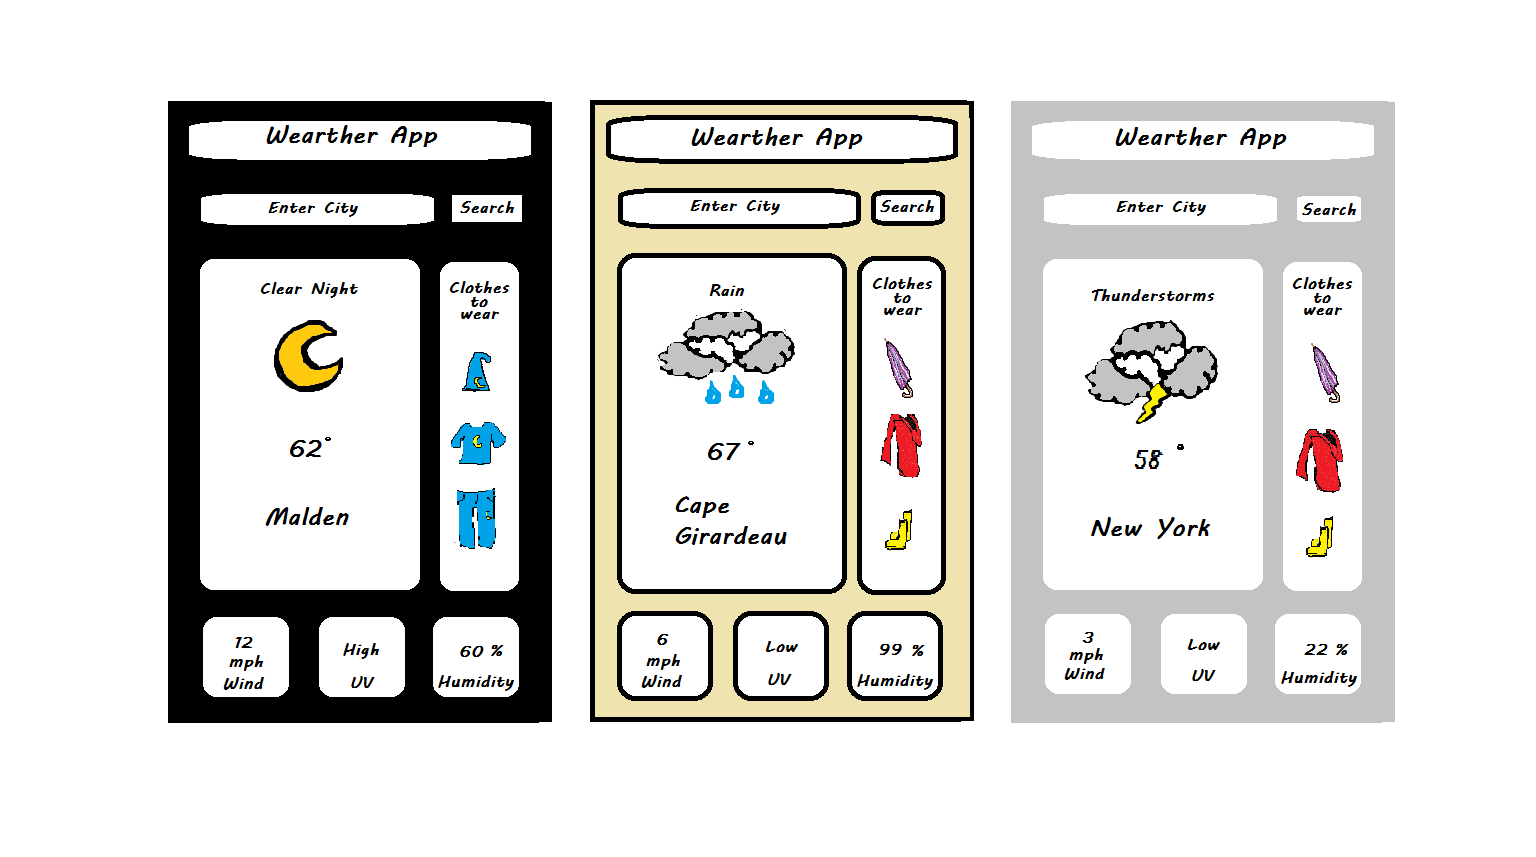 Wearther App
Enter City
Search
Clear Night
62°
Malden
Clothes
to
wear
12
mph
Wind
High
UV
60 %
Humidity
Wearther App
Enter City
Search
Rain
67°
Cape
Girardeau
Clothes
to
wear
6
mph
Wind
Low
UV
99 %
Humidity
Wearther App
Enter City
Search
Thunderstorms
58 °
New York
Clothes
to
wear
3
mph
Wind
Low
UV
22 %
Humidity